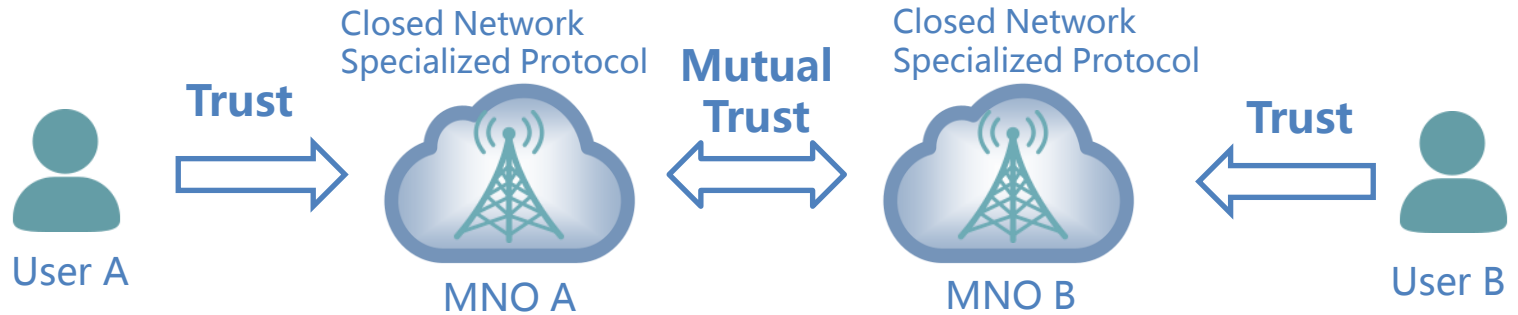 Closed Network
Specialized Protocol
Closed Network
Specialized Protocol
Trust
Mutual
Trust
Trust
User A
MNO A
MNO B
User B